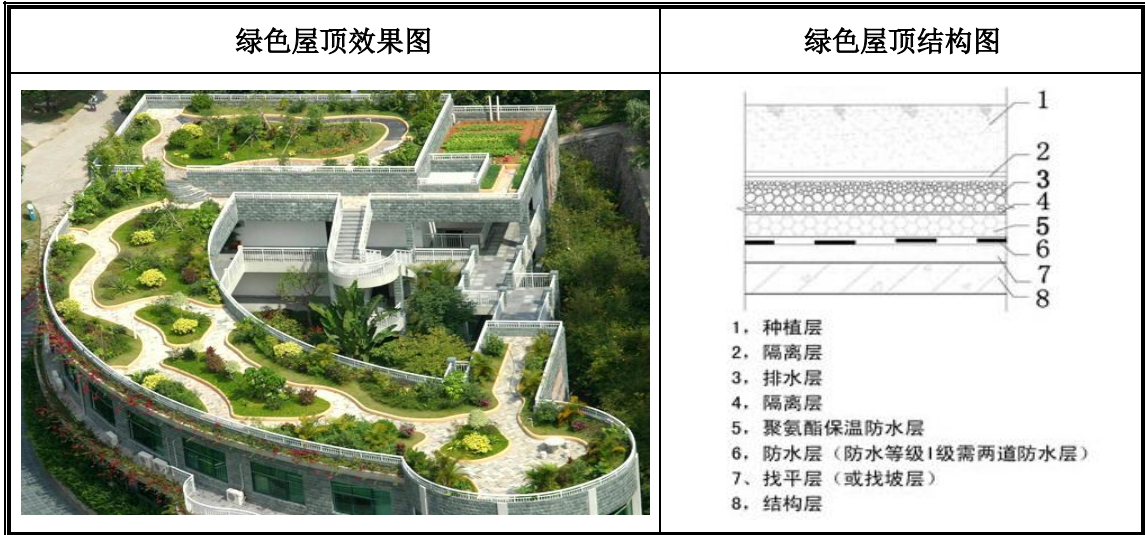 绿色屋顶效果图
绿色屋顶结构图
1
2
3
4
5
6
7
8
1，种植层
2，隔离层
3，排水层
4，隔离层
5，聚氨酯保温防水层
6，防水层（防水等级I级需两道防水层）
7、找平层（或找坡层）
8，结构层